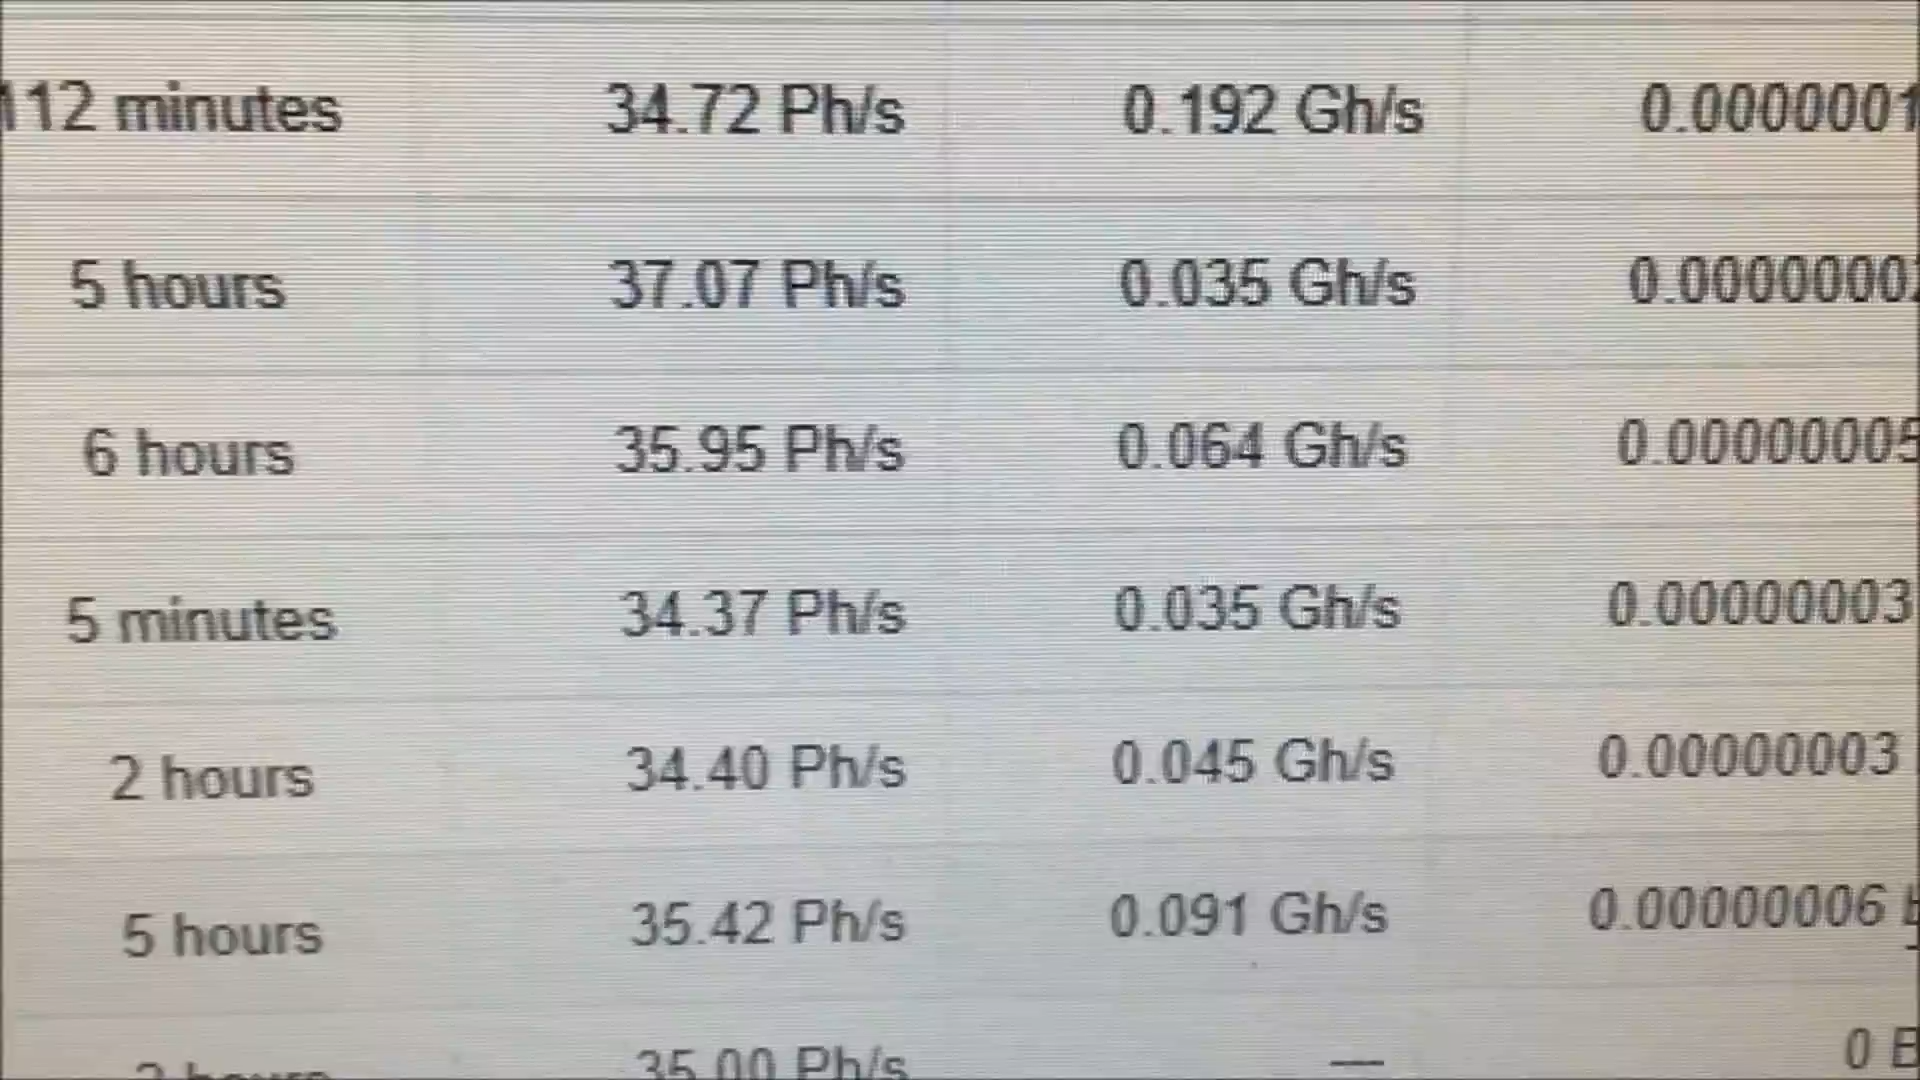 112 minutes 34.72 Ph/s 0.192 Gh/s 0.0000001
5 hours 37.07 Ph/s 0.035 Gh/s 0.0000000
6 hours 35.95 Ph/s 0.064 Gh/s 0.00000005
5 minutes 34.37 Ph/s 0.035 Gh/s 0.00000003
2 hours 34.40 Ph/s 0.045 Gh/s 0.00000003
5 hours 35.42 Ph/s 0.091 Gh/s 0.00000006
hours 35.00 Ph/s — 0 B